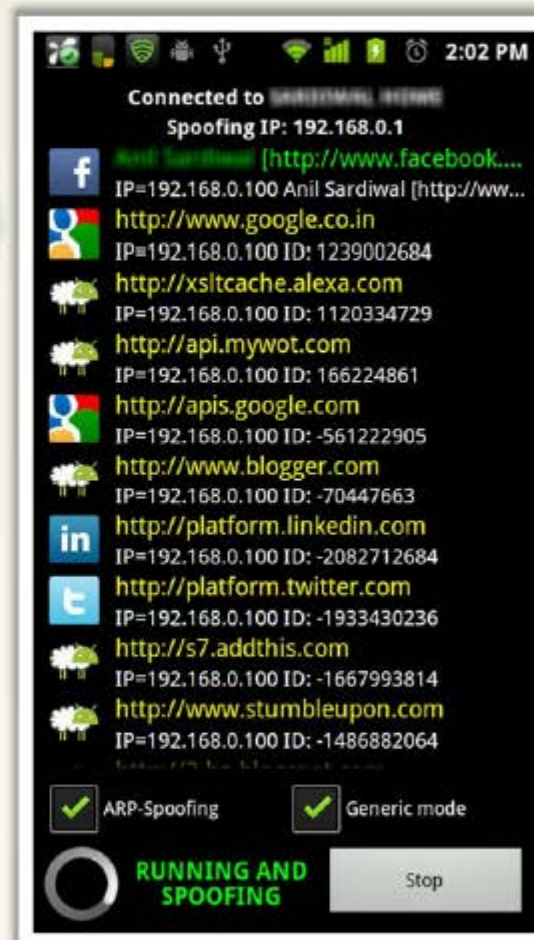 2:02 PM
Connected to
Spoofing IP: 192.168.0.1
f
[http://www.facebook....
IP=192.168.0.100 Anil Sardiwal [http://ww...
http://www.google.co.in
IP=192.168.0.100 ID: 1239002684
http://xsltcache.alexa.com
IP=192.168.0.100 ID: 1120334729
http://api.mywot.com
IP=192.168.0.100 ID: 166224861
http://apis.google.com
IP=192.168.0.100 ID: -561222905
http://www.blogger.com
IP=192.168.0.100 ID: -70447663
in
http://platform.linkedin.com
IP=192.168.0.100 ID: -2082712684
t
http://platform.twitter.com
IP=192.168.0.100 ID: -1933430236
http://s7.addthis.com
IP=192.168.0.100 ID: -1667993814
http://www.stumbleupon.com
IP=192.168.0.100 ID: -1486882064
ARP-Spoofing
Generic mode
RUNNING AND
SPOOFING
Stop